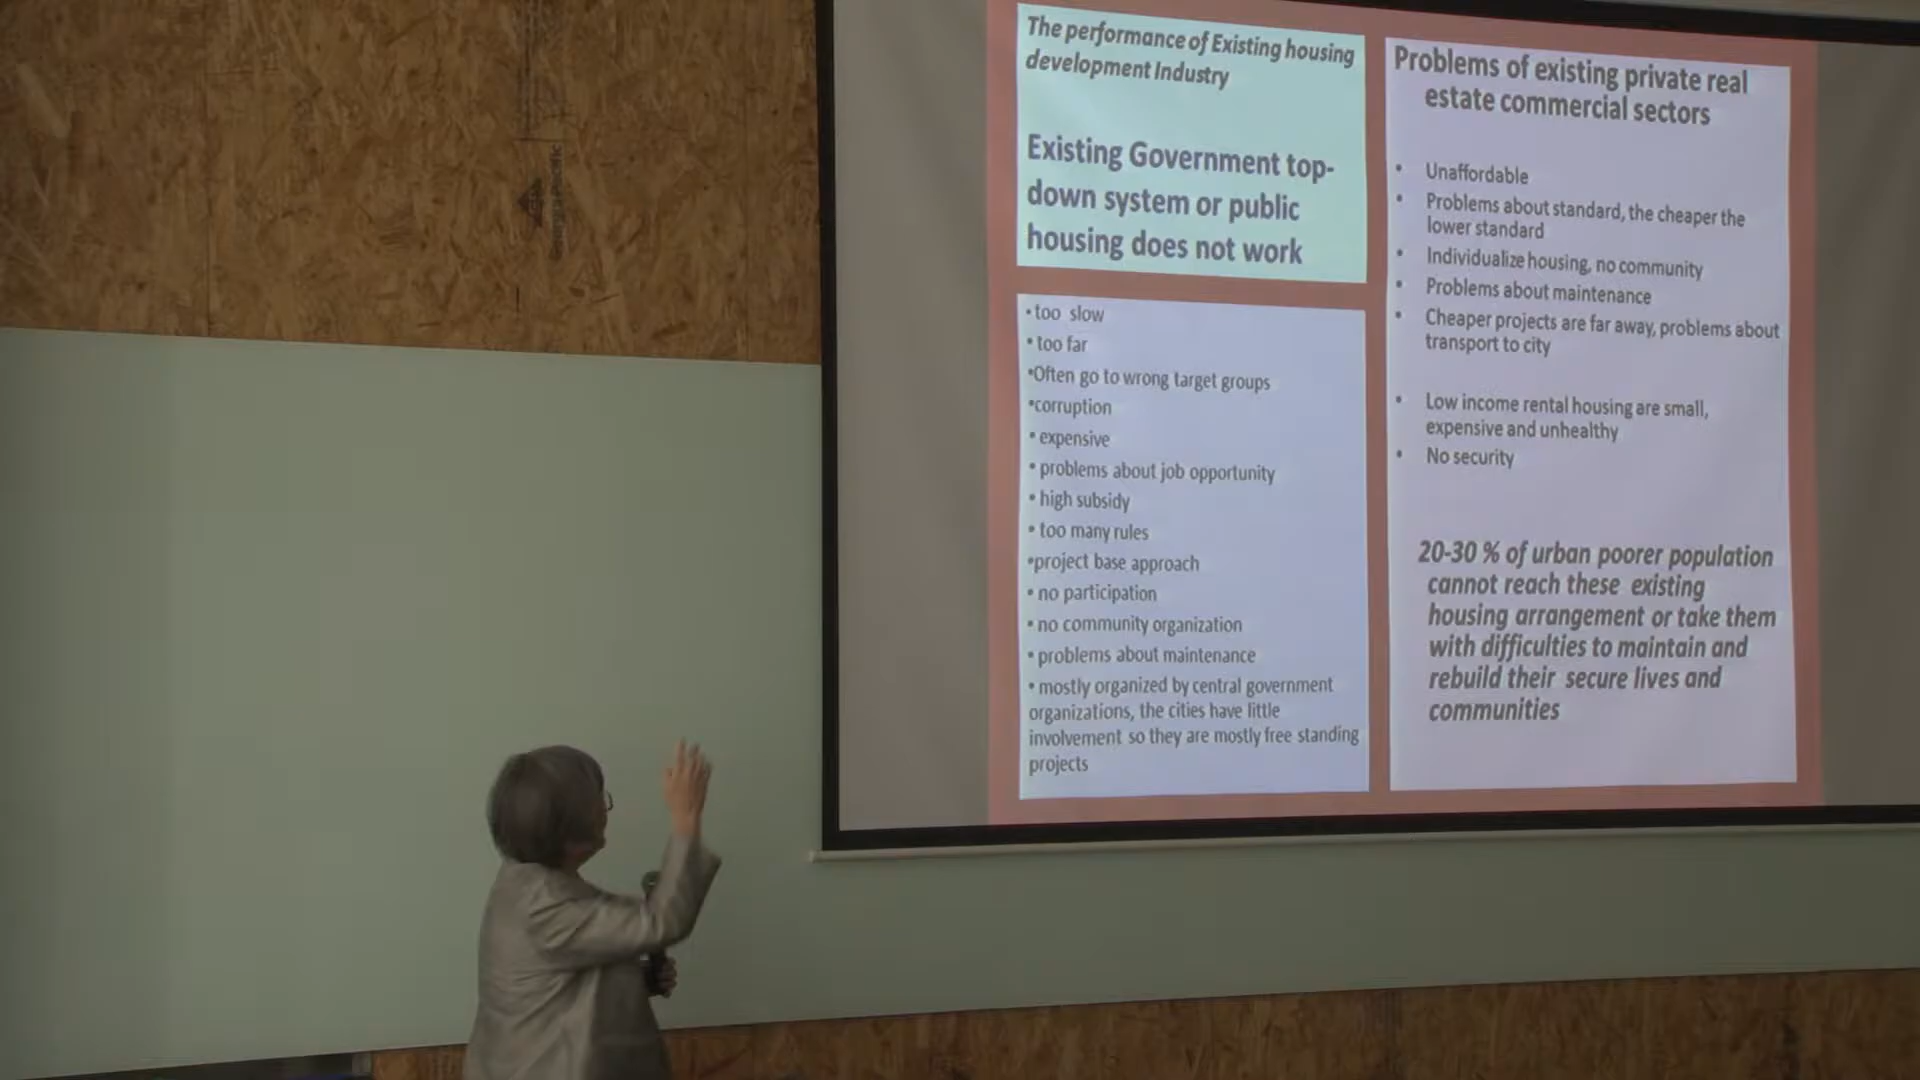 The performance of Existing housing
development Industry
Existing Government top-
down system or public
housing does not work
• too slow
• too far
•Often go to wrong target groups
•corruption
• expensive
• problems about job opportunity
• high subsidy
• too many rules
•project base approach
• no participation
• no community organization
• problems about maintenance
• mostly organized by central government
organizations, the cities have little
involvement so they are mostly free standing
projects
Problems of existing private real
estate commercial sectors
• Unaffordable
• Problems about standard, the cheaper the
lower standard
• Individualize housing, no community
• Problems about maintenance
• Cheaper projects are far away, problems about
transport to city
• Low income rental housing are small,
expensive and unhealthy
• No security
20-30 % of urban poorer population
cannot reach these existing
housing arrangement or take them
with difficulties to maintain and
rebuild their secure lives and
communities